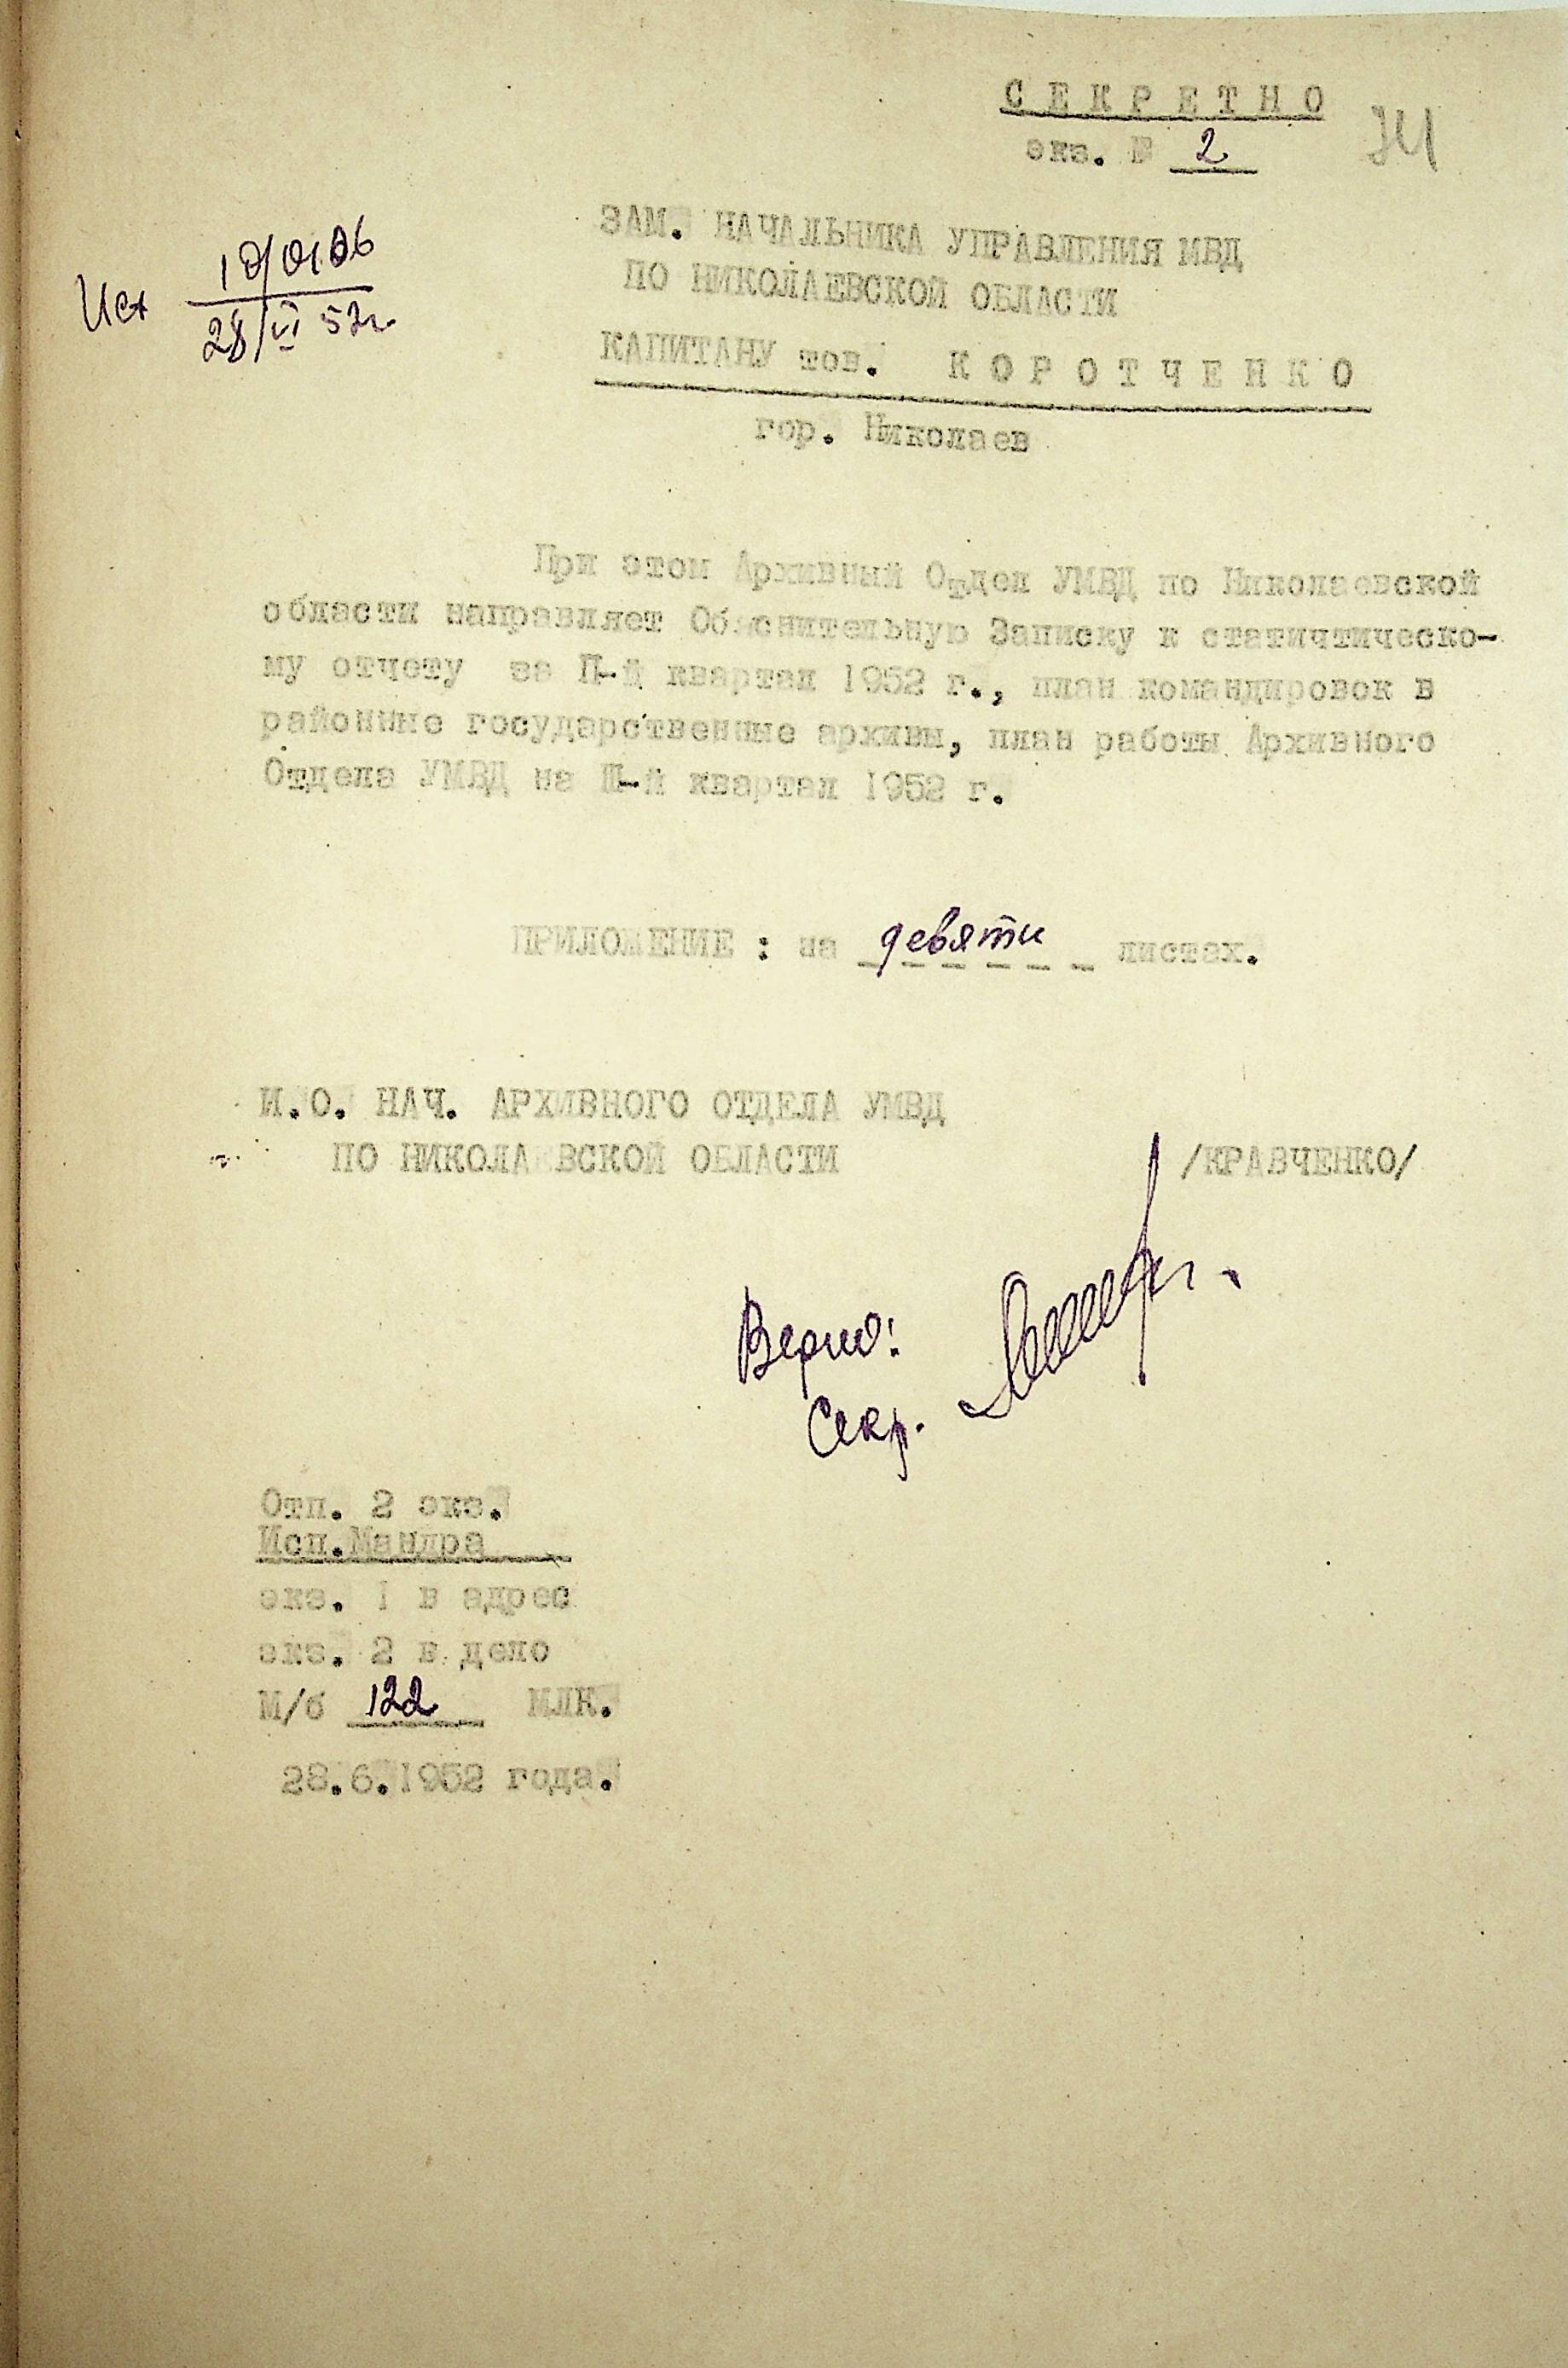 СЕКРЕТНО
экз. № 2
Исх 10/0106
28/VI 52г.
ЗАМ. НАЧАЛЬНИКА УПРАВЛЕНИЯ МВД
ПО НИКОЛАЕВСКОЙ ОБЛАСТИ
КАПИТАНУ тов. КОРОТЧЕНКО
гор. Николаев
При этом Архивный Отдел УМВД по Николаевской
области направляет Объяснительную Записку к статичтическо-
му отчету за П-й квартал 1952 г., план командировок в
районные государственные архивы, план работы Архивного
Отдела УМВД на Ш-й квартал 1952 г.
ПРИЛОЖЕНИЕ : на девяти листах.
И.О. НАЧ. АРХИВНОГО ОТДЕЛА УМВД
ПО НИКОЛАЕВСКОЙ ОБЛАСТИ /КРАВЧЕНКО/
Верно:
Секр.
Отп. 2 экз.
Исп.Мандра
экз. 1 в адрес
экз. 2 в дело
М/б 122 МЛК.
28.6.1952 года.